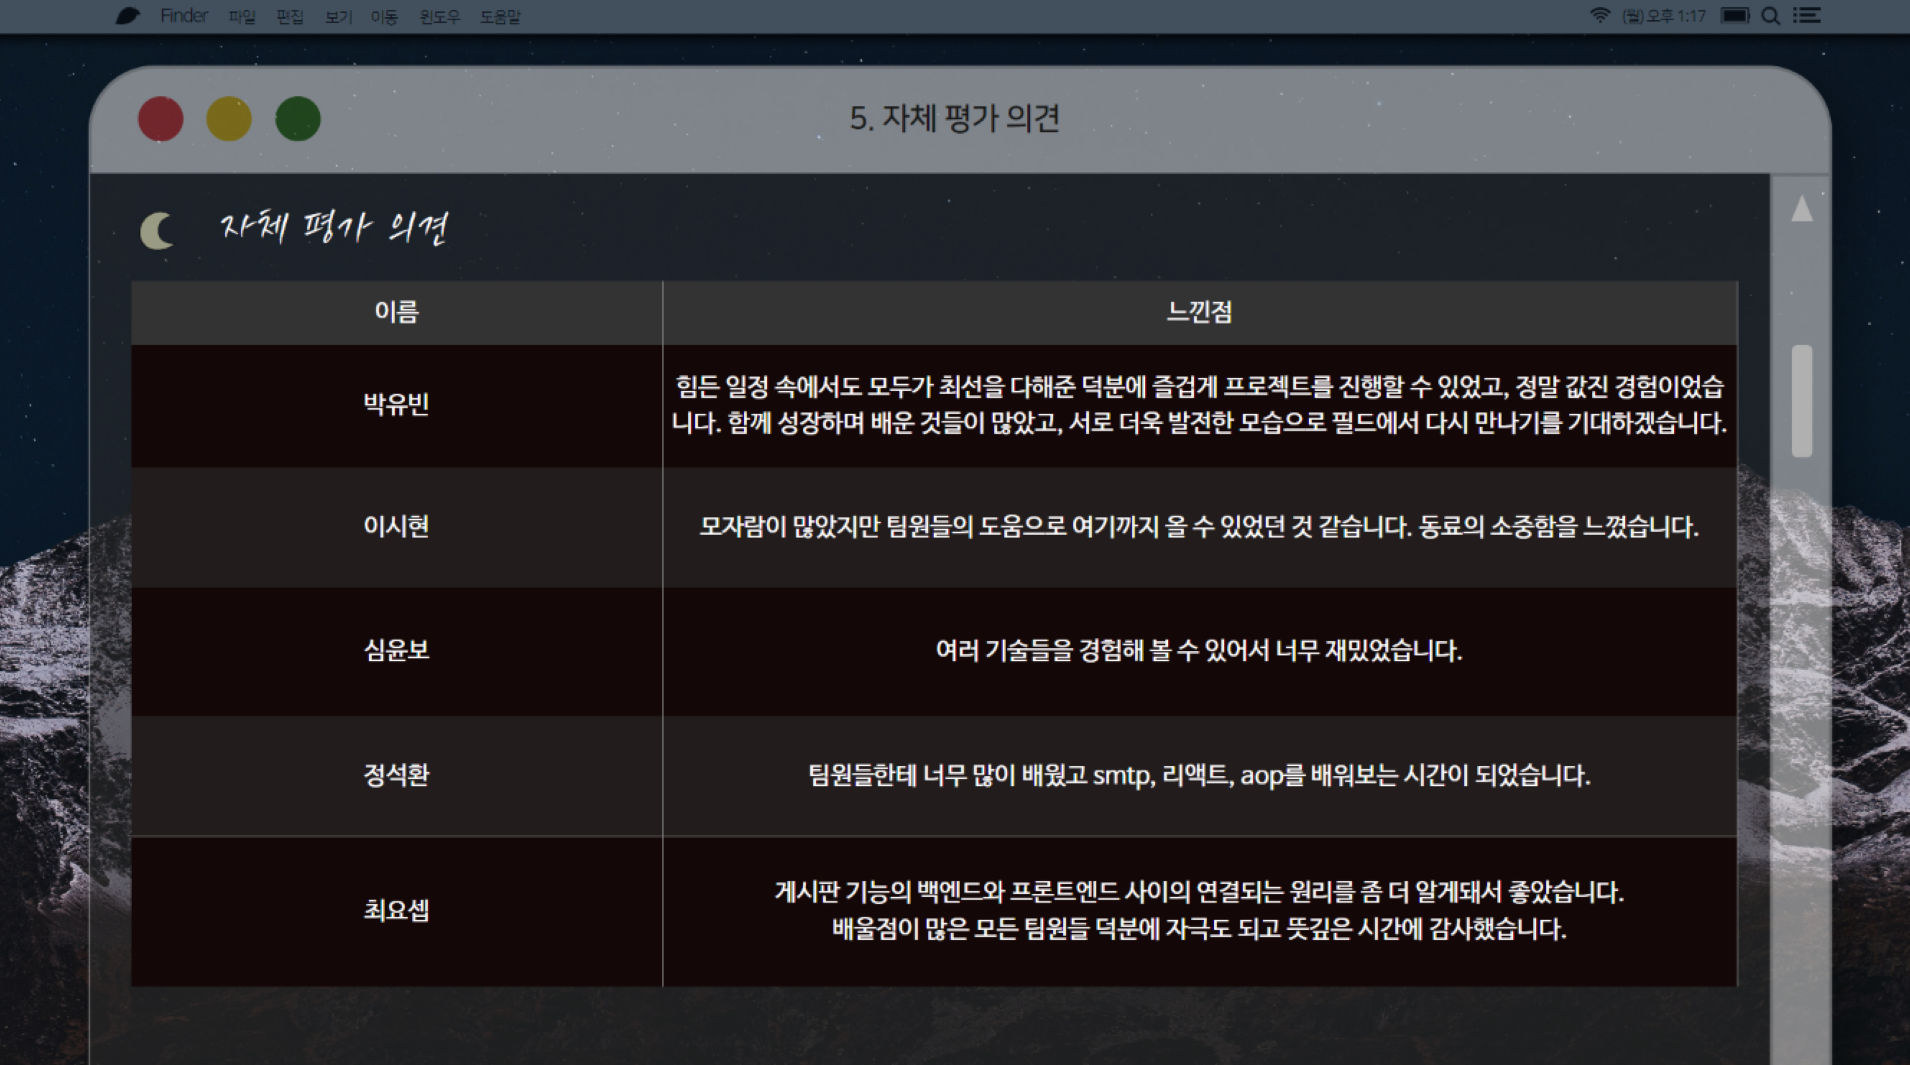 Finder 파일 편집 보기 이동 윈도우 도움말 (월) 오후 1:17
5. 자체 평가 의견
자체 평가 의견
이름 느낀점
박유빈
힘든 일정 속에서도 모두가 최선을 다해준 덕분에 즐겁게 프로젝트를 진행할 수 있었고, 정말 값진 경험이었습
니다. 함께 성장하며 배운 것들이 많았고, 서로 더욱 발전한 모습으로 필드에서 다시 만나기를 기대하겠습니다.
이시현
모자람이 많았지만 팀원들의 도움으로 여기까지 올 수 있었던 것 같습니다. 동료의 소중함을 느꼈습니다.
심윤보
여러 기술들을 경험해 볼 수 있어서 너무 재밌었습니다.
정석환
팀원들한테 너무 많이 배웠고 smtp, 리액트, aop를 배워보는 시간이 되었습니다.
최요셉
게시판 기능의 백엔드와 프론트엔드 사이의 연결되는 원리를 좀 더 알게돼서 좋았습니다.
배울점이 많은 모든 팀원들 덕분에 자극도 되고 뜻깊은 시간에 감사했습니다.